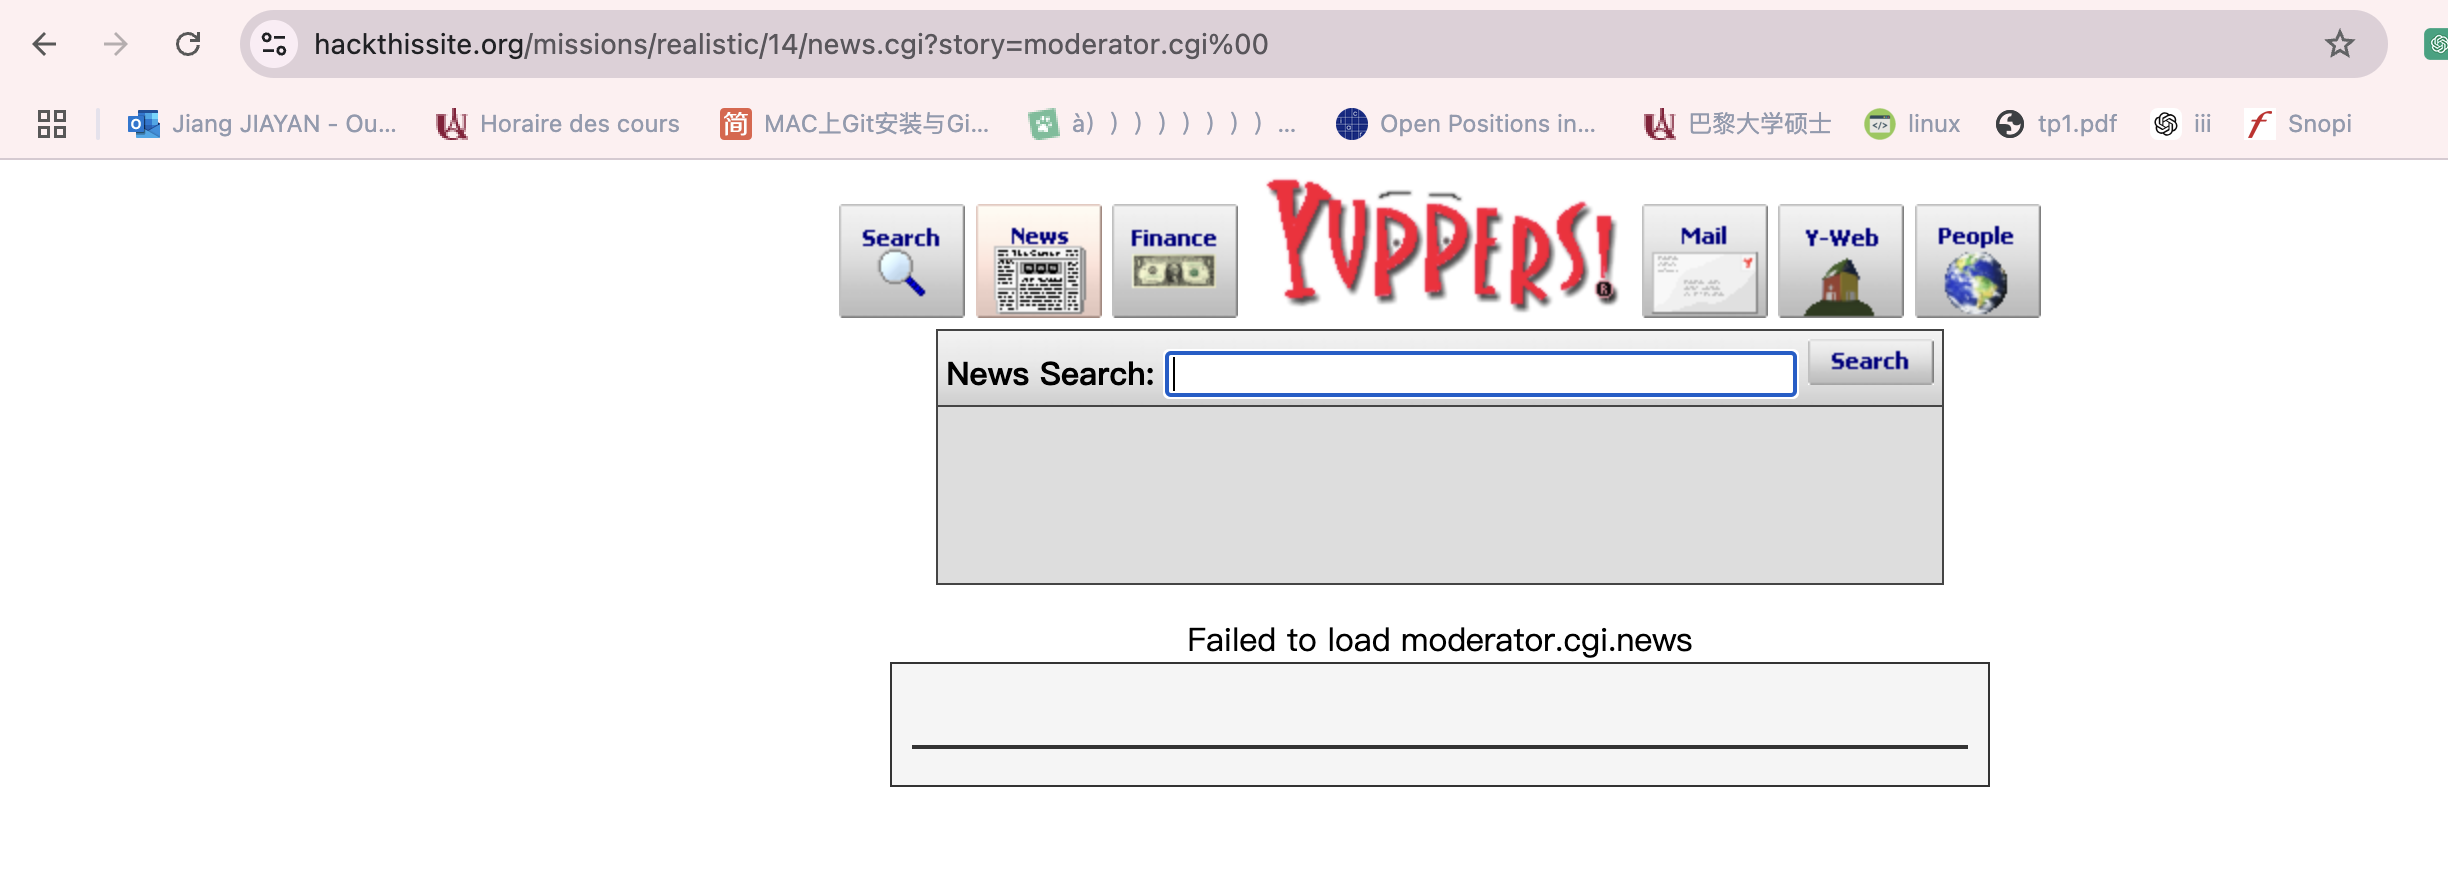 hackthissite.org/missions/realistic/14/news.cgi?story=moderator.cgi%00
Jiang JIAYAN - Ou... Horaire des cours 简 MAC上Git安装与Gi... à) ) ) ) ) ) ) ) ... Open Positions in... 巴黎大学硕士 linux tp1.pdf iii Snopi
Search News Finance YUPPERS! ® Mail Y-Web People
News Search: Search
Failed to load moderator.cgi.news